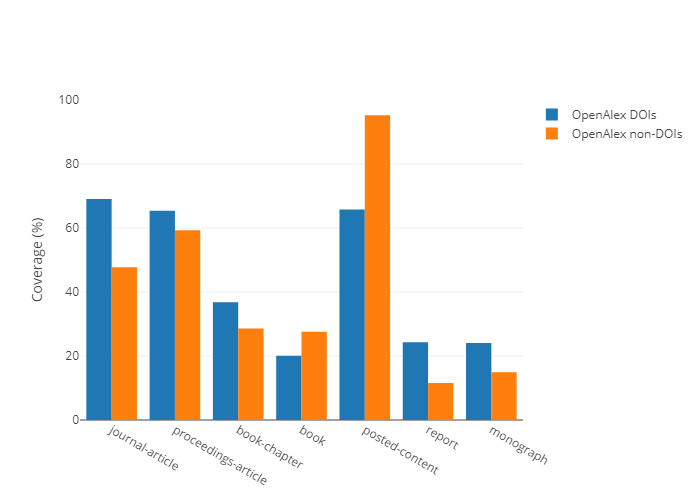 100
80
60
40
20
0
Coverage (%)
journal-article
proceedings-article
book-chapter
book
posted-content
report
monograph
OpenAlex DOIs
OpenAlex non-DOIs